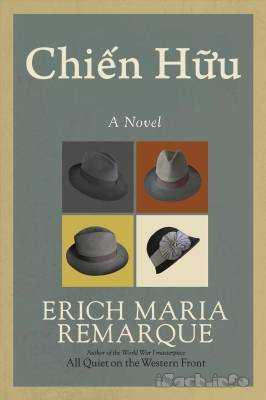 Chiến Hữu
A Novel
ERICH MARIA
REMARQUE
Author of the World War I masterpiece
All Quiet on the Western Front
iSach.info